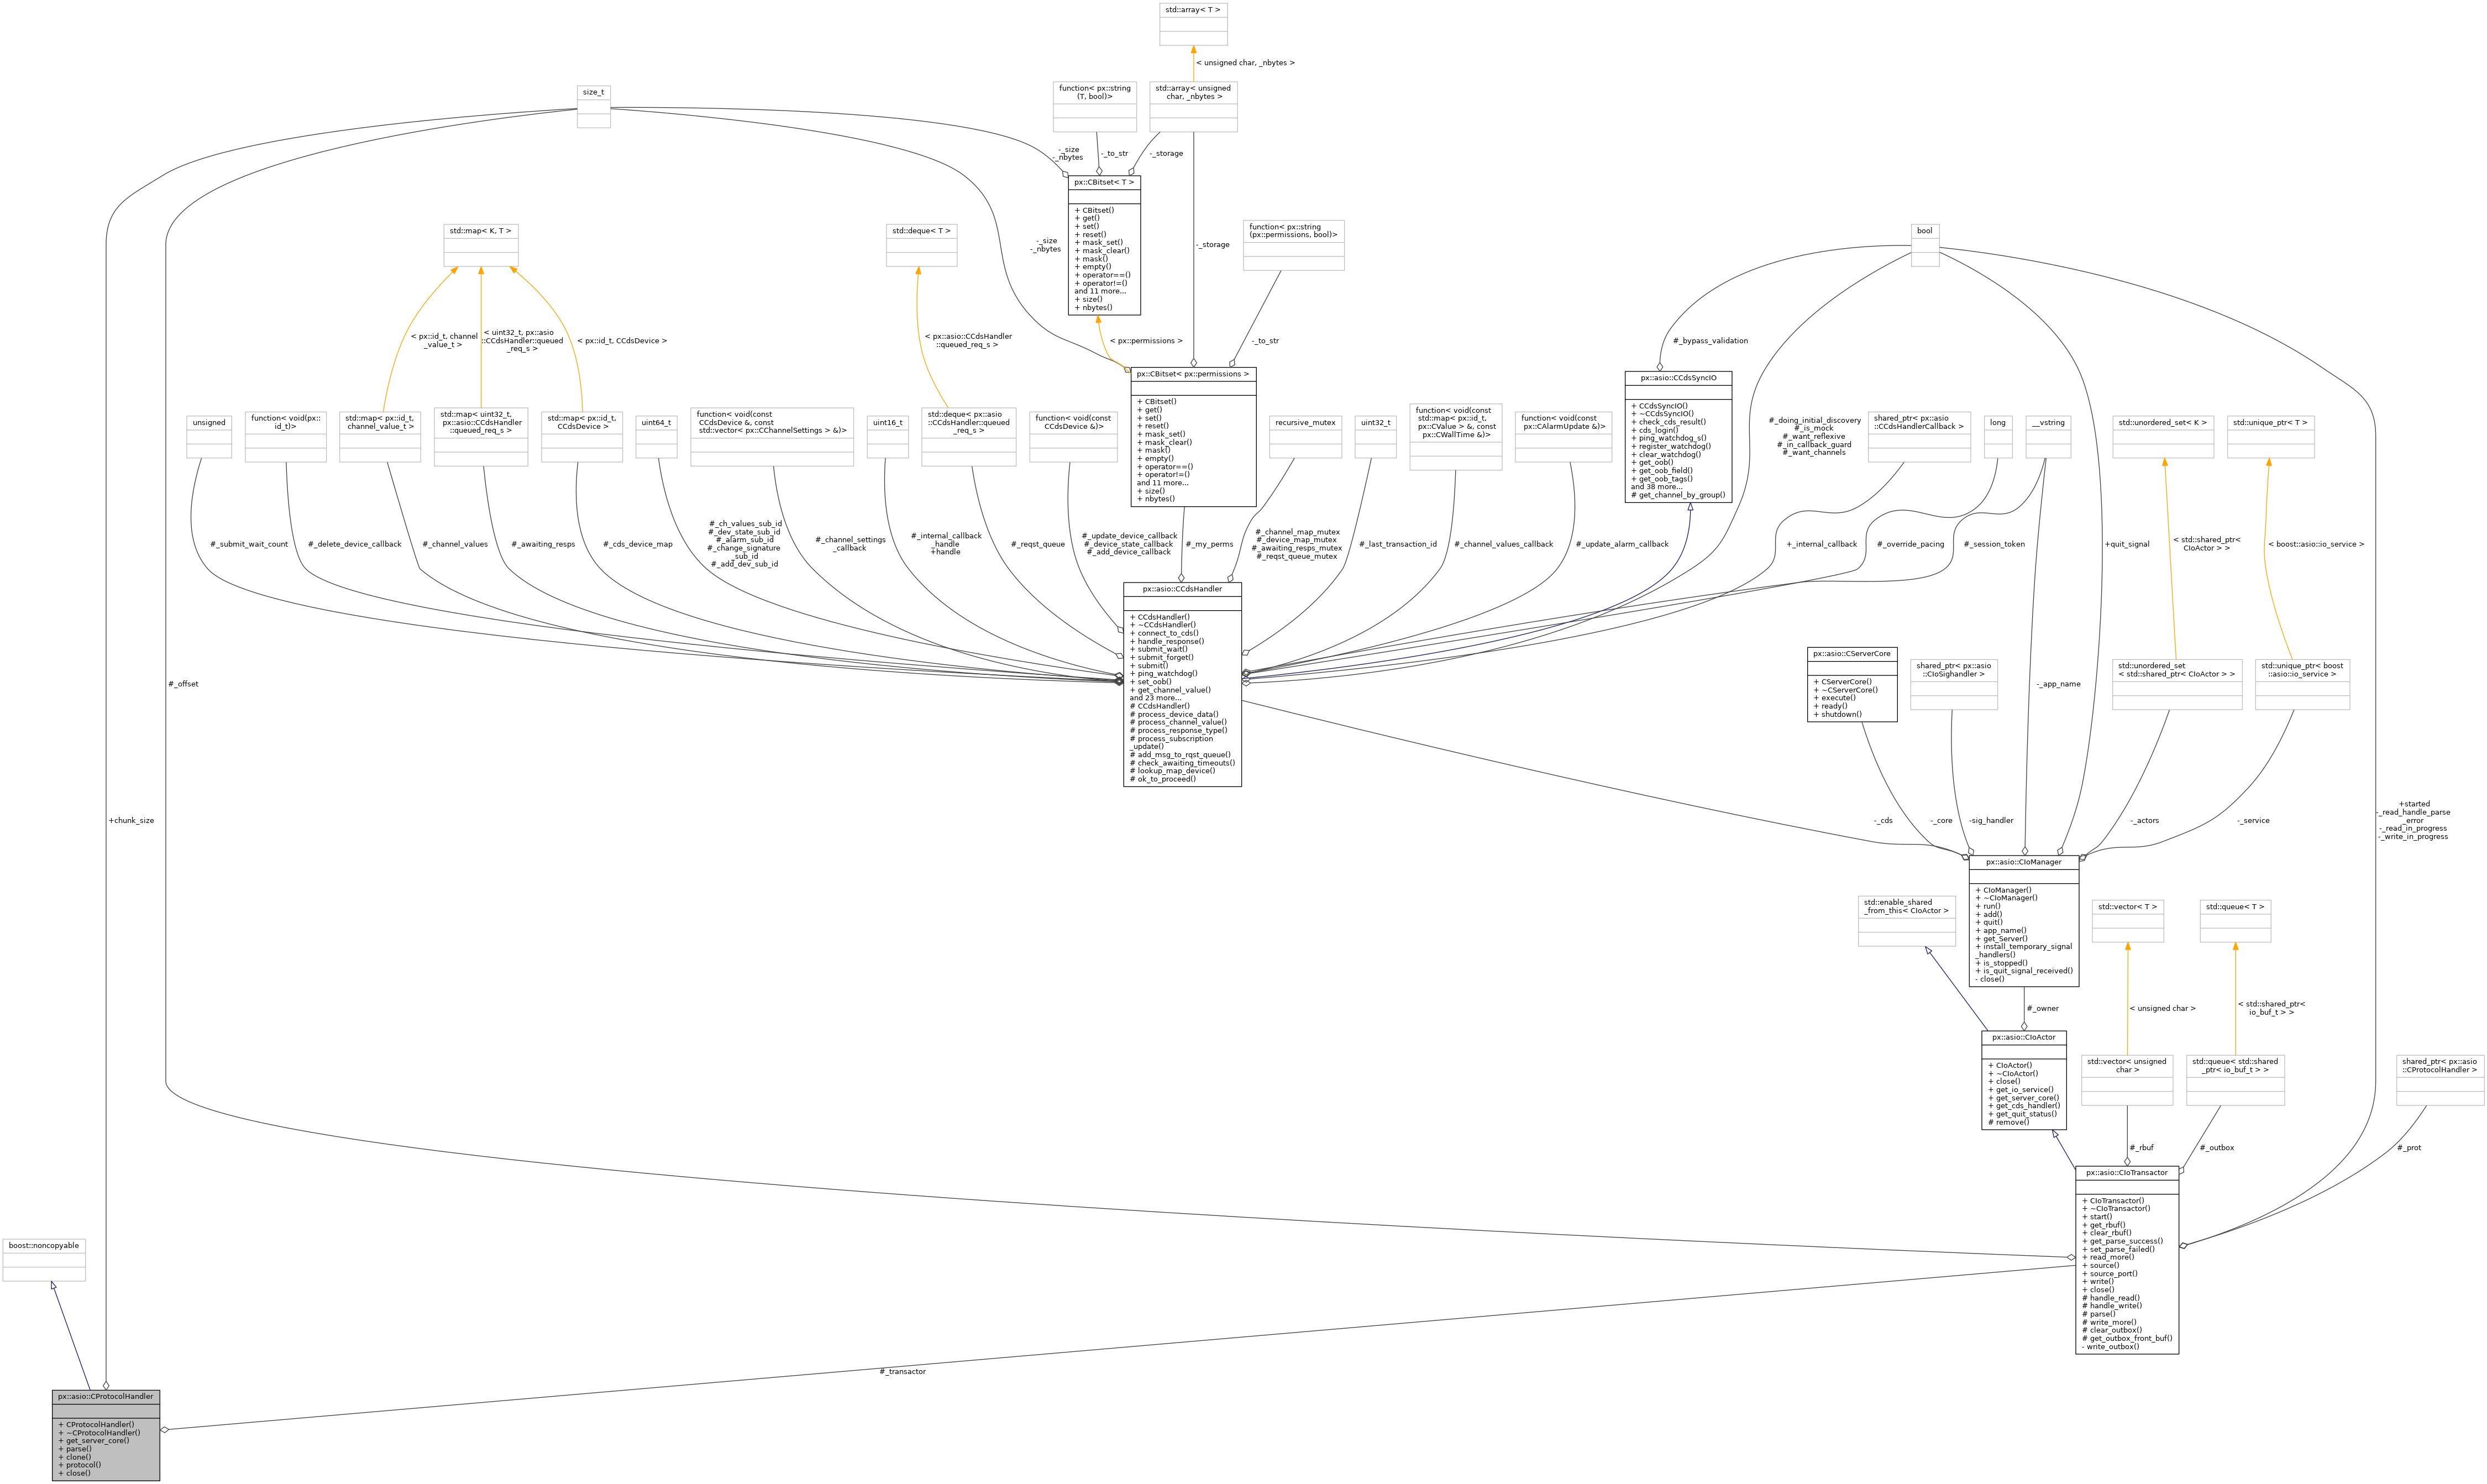 std::array< T >
< unsigned char, _nbytes >
size_t
function< px::string
(T, bool)>
std::array< unsigned
char, _nbytes >
-_size
-_nbytes
-_to_str
-_storage
px::CBitset< T >
+ CBitset()
+ get()
+ set()
+ reset()
+ mask_set()
+ mask_clear()
+ mask()
+ empty()
+ operator==()
+ operator!=()
and 11 more...
+ size()
+ nbytes()
std::map< K, T >
std::deque< T >
-_size
-_nbytes
-_storage
function< px::string
(px::permissions, bool)>
bool
< px::id_t, channel
_value_t >
< uint32_t, px::asio
::CCdsHandler::queued
_req_s >
< px::id_t, CCdsDevice >
< px::asio::CCdsHandler
::queued_req_s >
< px::permissions >
-_to_str
#_bypass_validation
px::CBitset< px::permissions >
+ CBitset()
+ get()
+ set()
+ reset()
+ mask_set()
+ mask_clear()
+ mask()
+ empty()
+ operator==()
+ operator!=()
and 11 more...
+ size()
+ nbytes()
px::asio::CCdsSyncIO
+ CCdsSyncIO()
+ ~CCdsSyncIO()
+ check_cds_result()
+ cds_login()
+ ping_watchdog_s()
+ register_watchdog()
+ clear_watchdog()
+ get_oob()
+ get_oob_field()
+ get_oob_tags()
and 38 more...
# get_channel_by_group()
#_doing_initial_discovery
#_is_mock
#_want_reflexive
#_in_callback_guard
#_want_channels
unsigned
function< void(px::
id_t)>
std::map< px::id_t,
channel_value_t >
std::map< uint32_t,
px::asio::CCdsHandler
::queued_req_s >
std::map< px::id_t,
CCdsDevice >
uint64_t
function< void(const
CCdsDevice &, const
std::vector< px::CChannelSettings > &)>
uint16_t
std::deque< px::asio
::CCdsHandler::queued
_req_s >
function< void(const
CCdsDevice &)>
recursive_mutex
uint32_t
function< void(const
std::map< px::id_t,
px::CValue > &, const
px::CWallTime &)>
function< void(const
px::CAlarmUpdate &)>
shared_ptr< px::asio
::CCdsHandlerCallback >
long
__vstring
std::unordered_set< K >
std::unique_ptr< T >
#_submit_wait_count
#_delete_device_callback
#_channel_values
#_awaiting_resps
#_cds_device_map
#_ch_values_sub_id
#_dev_state_sub_id
#_alarm_sub_id
#_change_signature
_sub_id
#_add_dev_sub_id
#_channel_settings
_callback
#_internal_callback
_handle
+handle
#_reqst_queue
#_update_device_callback
#_device_state_callback
#_add_device_callback
#_my_perms
#_channel_map_mutex
#_device_map_mutex
#_awaiting_resps_mutex
#_reqst_queue_mutex
#_last_transaction_id
#_channel_values_callback
#_update_alarm_callback
+_internal_callback
#_override_pacing
#_session_token
+quit_signal
< std::shared_ptr<
CIoActor > >
< boost::asio::io_service >
px::asio::CCdsHandler
+ CCdsHandler()
+ ~CCdsHandler()
+ connect_to_cds()
+ handle_response()
+ submit_wait()
+ submit_forget()
+ submit()
+ ping_watchdog()
+ set_oob()
+ get_channel_value()
and 23 more...
# CCdsHandler()
# process_device_data()
# process_channel_value()
# process_response_type()
# process_subscription
_update()
# add_msg_to_rqst_queue()
# check_awaiting_timeouts()
# lookup_map_device()
# ok_to_proceed()
px::asio::CServerCore
+ CServerCore()
+ ~CServerCore()
+ execute()
+ ready()
+ shutdown()
shared_ptr< px::asio
::CIoSighandler >
-_app_name
std::unordered_set
< std::shared_ptr< CIoActor > >
std::unique_ptr< boost
::asio::io_service >
#_offset
+chunk_size
-_cds
-_core
-sig_handler
-_actors
-_service
+started
-_read_handle_parse
_error
-_read_in_progress
-_write_in_progress
px::asio::CIoManager
+ CIoManager()
+ ~CIoManager()
+ run()
+ add()
+ quit()
+ app_name()
+ get_Server()
+ install_temporary_signal
_handlers()
+ is_stopped()
+ is_quit_signal_received()
- close()
std::enable_shared
_from_this< CIoActor >
std::vector< T >
std::queue< T >
#_owner
< unsigned char >
< std::shared_ptr<
io_buf_t > >
px::asio::CIoActor
+ CIoActor()
+ ~CIoActor()
+ close()
+ get_io_service()
+ get_server_core()
+ get_cds_handler()
+ get_quit_status()
# remove()
std::vector< unsigned
char >
std::queue< std::shared
_ptr< io_buf_t > >
shared_ptr< px::asio
::CProtocolHandler >
#_rbuf
#_outbox
#_prot
px::asio::CIoTransactor
+ CIoTransactor()
+ ~CIoTransactor()
+ start()
+ get_rbuf()
+ clear_rbuf()
+ get_parse_success()
+ set_parse_failed()
+ read_more()
+ source()
+ source_port()
+ write()
+ close()
# handle_read()
# handle_write()
# parse()
# write_more()
# clear_outbox()
# get_outbox_front_buf()
- write_outbox()
boost::noncopyable
#_transactor
px::asio::CProtocolHandler
+ CProtocolHandler()
+ ~CProtocolHandler()
+ get_server_core()
+ parse()
+ clone()
+ protocol()
+ close()